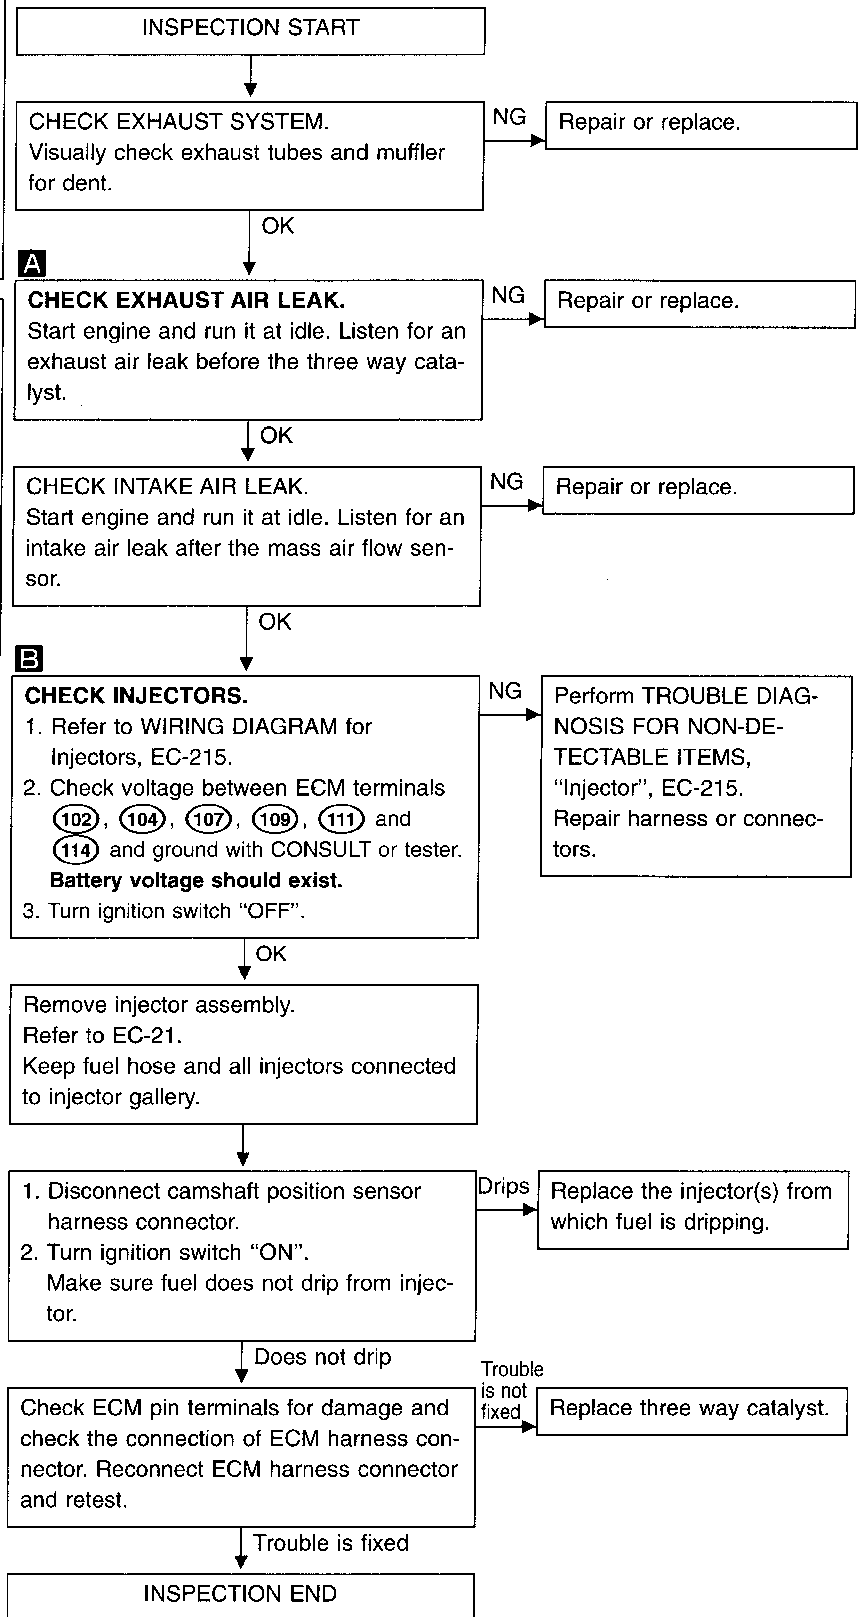 INSPECTION START
CHECK EXHAUST SYSTEM.
Visually check exhaust tubes and muffler
for dent.
NG
Repair or replace.
OK
A
CHECK EXHAUST AIR LEAK.
Start engine and run it at idle. Listen for an
exhaust air leak before the three way cata-
lyst.
NG
Repair or replace.
OK
CHECK INTAKE AIR LEAK.
Start engine and run it at idle. Listen for an
intake air leak after the mass air flow sen-
sor.
NG
Repair or replace.
OK
B
CHECK INJECTORS.
1. Refer to WIRING DIAGRAM for
Injectors, EC-215.
2. Check voltage between ECM terminals
102, 104, 107, 109, 111 and
114 and ground with CONSULT or tester.
Battery voltage should exist.
3. Turn ignition switch “OFF”.
NG
Perform TROUBLE DIAG-
NOSIS FOR NON-DE-
TECTABLE ITEMS,
“Injector”, EC-215.
Repair harness or connec-
tors.
OK
Remove injector assembly.
Refer to EC-21.
Keep fuel hose and all injectors connected
to injector gallery.
1. Disconnect camshaft position sensor
harness connector.
2. Turn ignition switch “ON”.
Make sure fuel does not drip from injec-
tor.
Drips
Replace the injector(s) from
which fuel is dripping.
Does not drip
Check ECM pin terminals for damage and
check the connection of ECM harness con-
nector. Reconnect ECM harness connector
and retest.
Trouble
is not
fixed
Replace three way catalyst.
Trouble is fixed
INSPECTION END